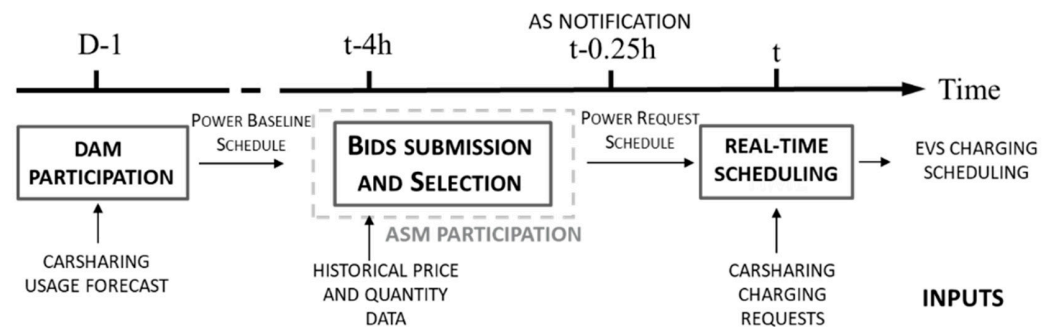 AS NOTIFICATION
D-1
t-4h
t-0.25h
t
Time
DAM
PARTICIPATION
POWER BASELINE
SCHEDULE
BIDS SUBMISSION
AND SELECTION
POWER REQUEST
SCHEDULE
REAL-TIME
SCHEDULING
EVS CHARGING
SCHEDULING
ASM PARTICIPATION
CARSHARING
USAGE FORECAST
HISTORICAL PRICE
AND QUANTITY
DATA
CARSHARING
CHARGING
REQUESTS
INPUTS